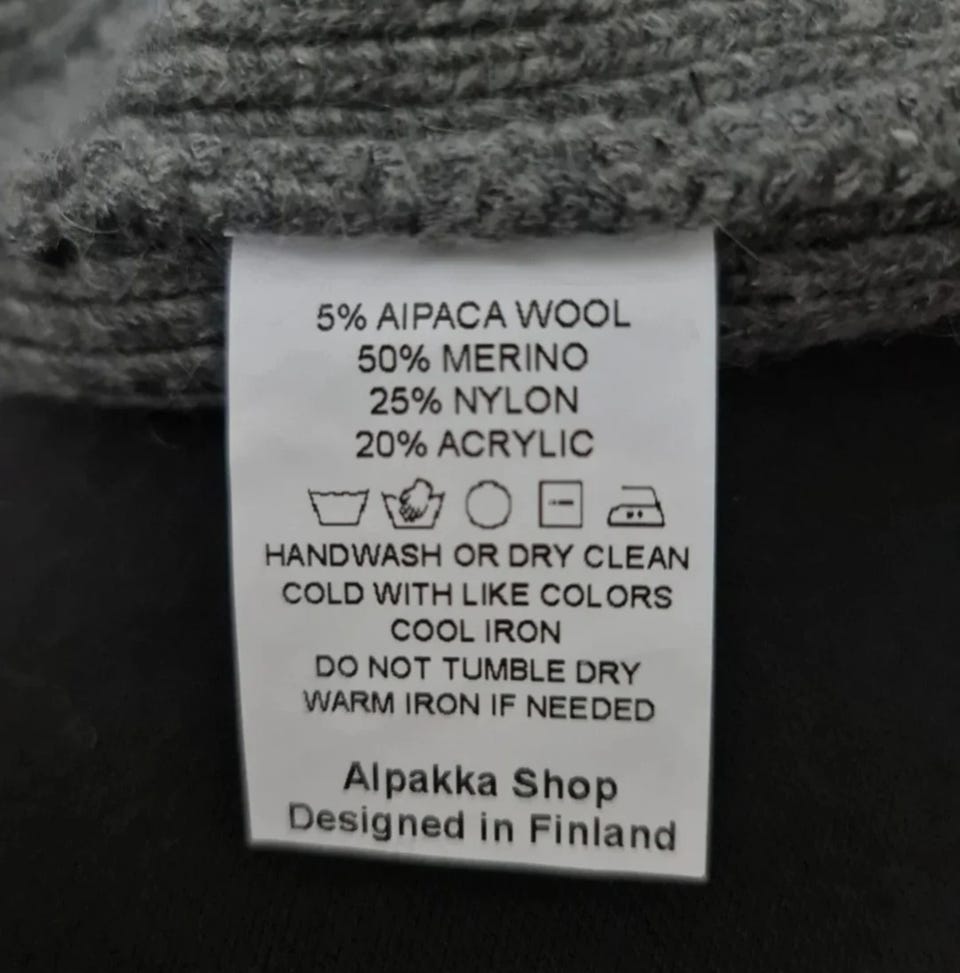 5% AIPACA WOOL
50% MERINO
25% NYLON
20% ACRYLIC
HANDWASH OR DRY CLEAN
COLD WITH LIKE COLORS
COOL IRON
DO NOT TUMBLE DRY
WARM IRON IF NEEDED
Alpakka Shop
Designed in Finland